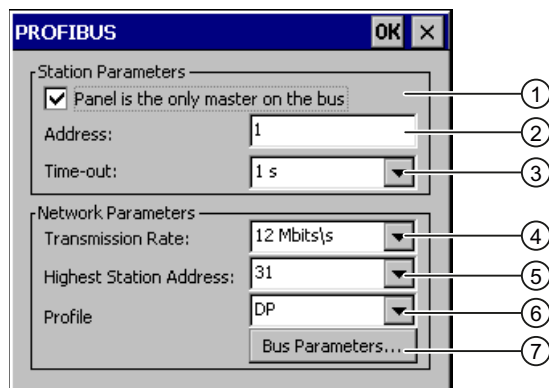 PROFIBUS OK ×
Station Parameters
Panel is the only master on the bus 1
Address: 1 2
Time-out: 1 s 3
Network Parameters
Transmission Rate: 12 Mbits\s 4
Highest Station Address: 31 5
Profile DP 6
Bus Parameters... 7